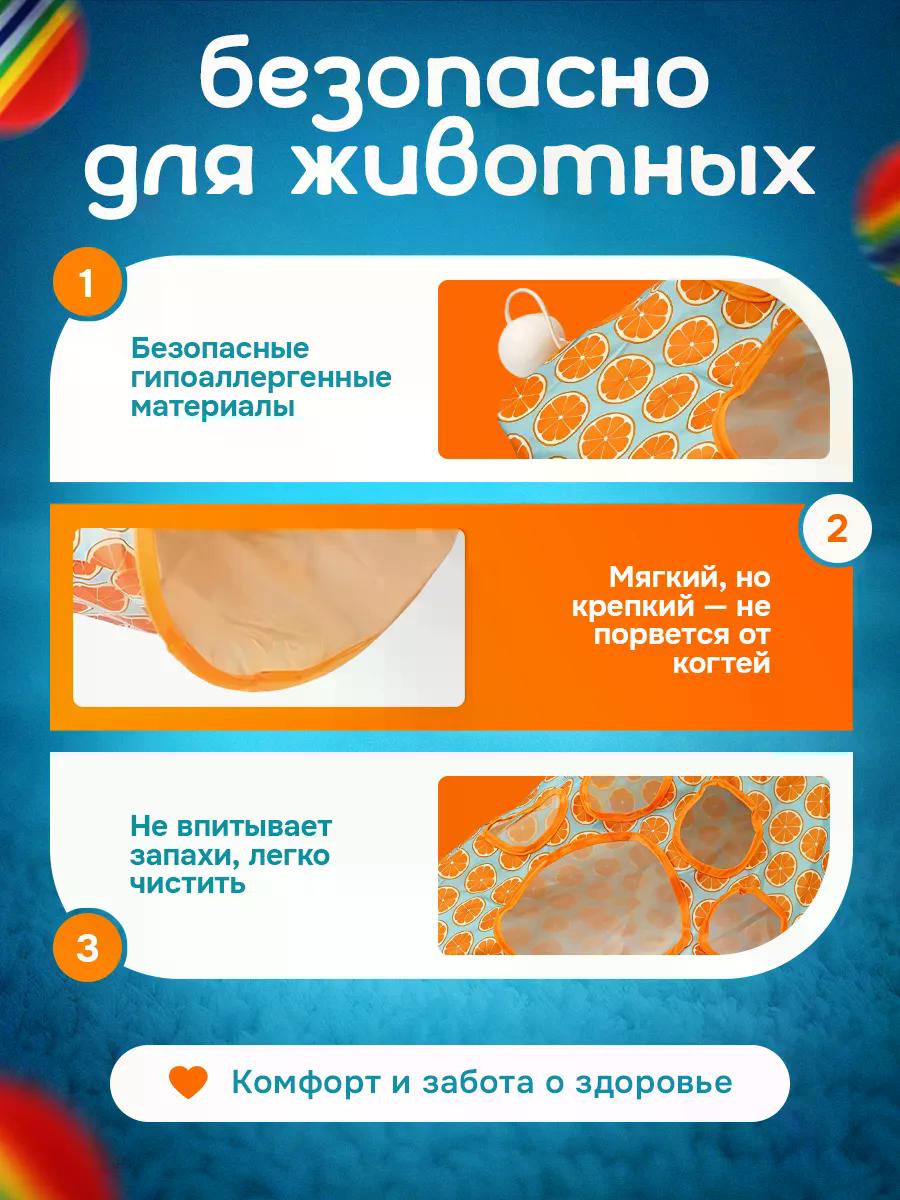 безопасно
для животных
1
Безопасные
гипоаллергенные
материалы
2
Мягкий, но
крепкий — не
порвется от
когтей
Не впитывает
запахи, легко
чистить
3
Комфорт и забота о здоровье